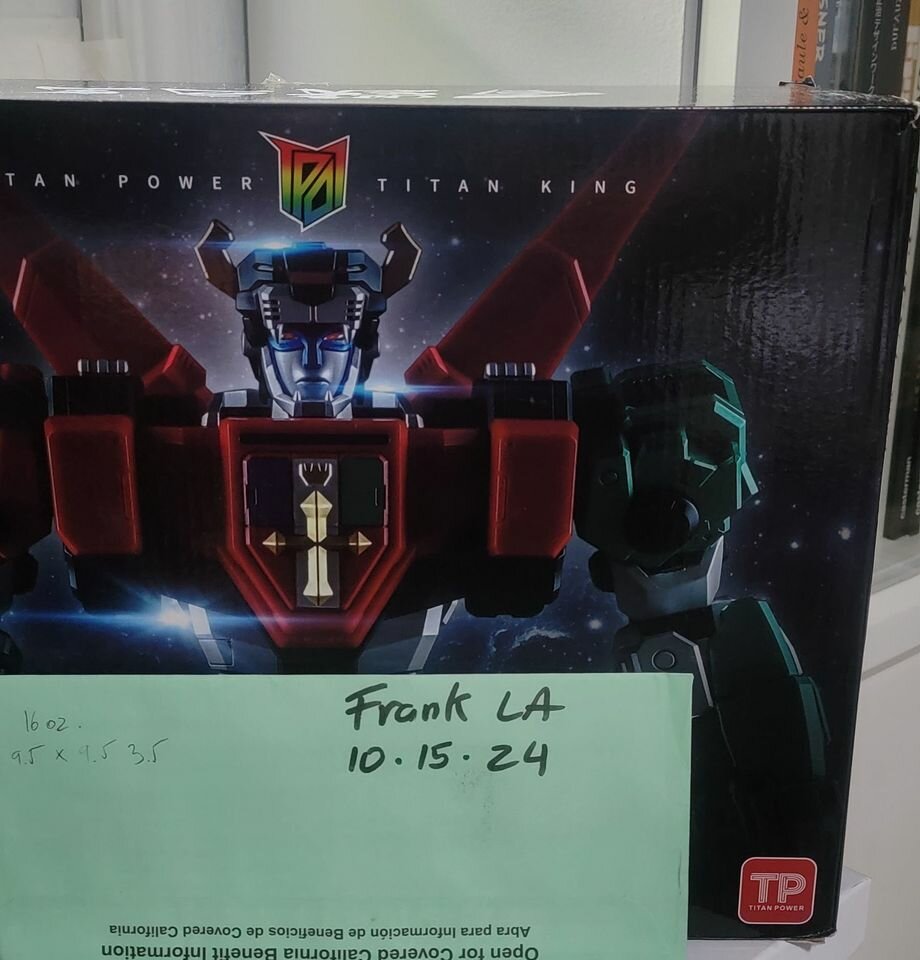 TAN POWER TITAN KING
16 oz.
9.5 x 9.5 3.5
Frank LA
10.15.24
TP
TITAN POWER
Abra para Información de Beneficios de Covered California
Open for Covered California Benefit Information